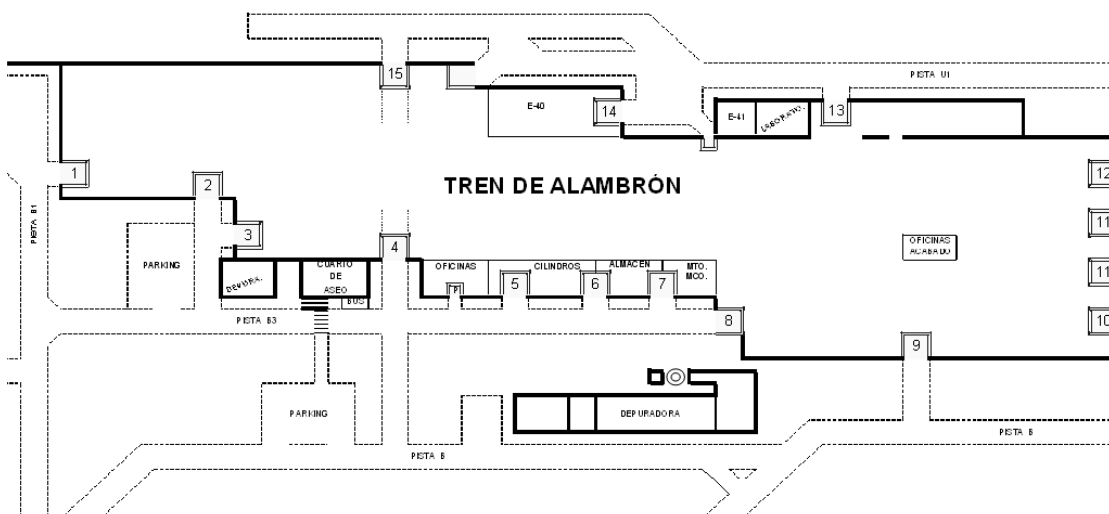 15
PISTA U1
E-40
14
E-41
LABORATO.
13
1
2
TREN DE ALAMBRÓN
12
PISTA B1
3
11
PARKING
4
OFICINAS
ACABADO
OFICINAS
CILINDROS
ALMACEN
MTO.
MCO.
DEPURA.
CUARTO
DE
ASEO
BUS
P
5
6
7
11
PISTA B3
8
10
9
PARKING
DEPURADORA
PISTA B
PISTA B